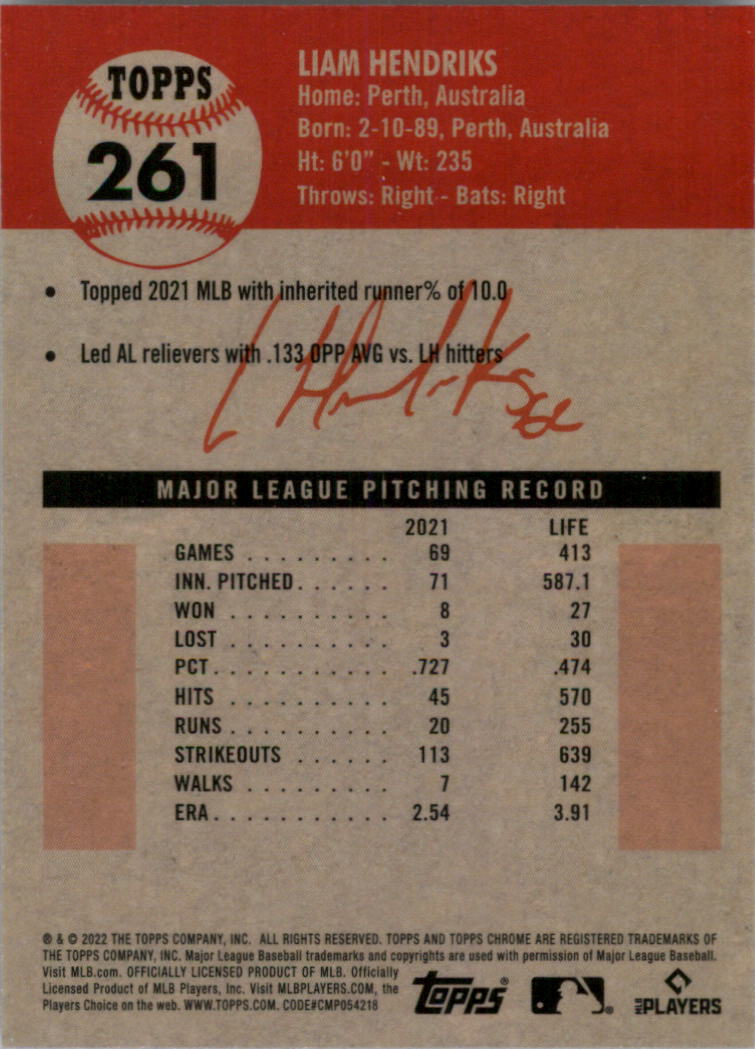 TOPPS
261
LIAM HENDRIKS
Home: Perth, Australia
Born: 2-10-89, Perth, Australia
Ht: 6'0" - Wt: 235
Throws: Right - Bats: Right
• Topped 2021 MLB with inherited runner% of 10.0
• Led AL relievers with .133 OPP AVG vs. LH hitters
L Hendriks
MAJOR LEAGUE PITCHING RECORD
2021 LIFE
GAMES . . . . . . . . . . 69 413
INN. PITCHED . . . . . . 71 587.1
WON . . . . . . . . . . . 8 27
LOST . . . . . . . . . . . 3 30
PCT. . . . . . . . . . . . .727 .474
HITS . . . . . . . . . . . 45 570
RUNS . . . . . . . . . . . 20 255
STRIKEOUTS . . . . . . 113 639
WALKS . . . . . . . . . . 7 142
ERA. . . . . . . . . . . . 2.54 3.91
® & © 2022 THE TOPPS COMPANY, INC. ALL RIGHTS RESERVED. TOPPS AND TOPPS CHROME ARE REGISTERED TRADEMARKS OF
THE TOPPS COMPANY, INC. Major League Baseball trademarks and copyrights are used with permission of Major League Baseball.
Visit MLB.com. OFFICIALLY LICENSED PRODUCT OF MLB. Officially
Licensed Product of MLB Players, Inc. Visit MLBPLAYERS.COM, the
Players Choice on the web. WWW.TOPPS.COM. CODE#CMP054218
Topps® ® MLB PLAYERS